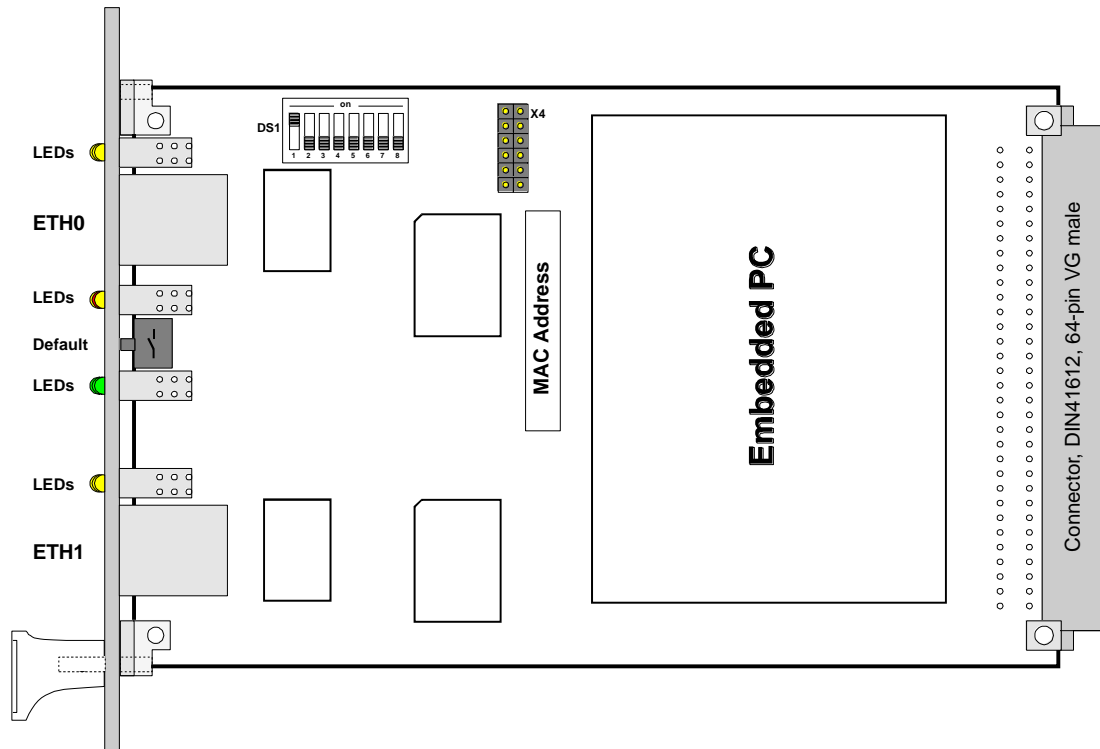 on
DS1
1 2 3 4 5 6 7 8
X4
LEDs
ETH0
LEDs
Default
LEDs
LEDs
ETH1
MAC Address
Embedded PC
Connector, DIN41612, 64-pin VG male